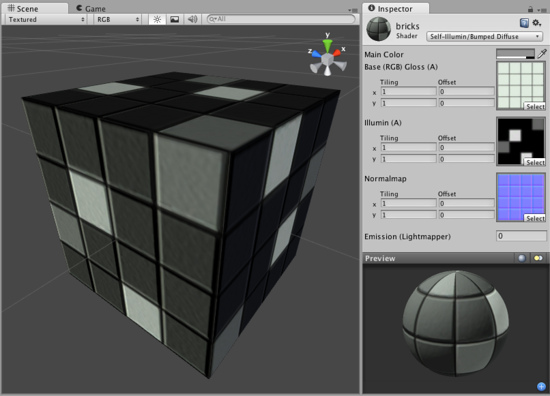 Scene
Game
Textured
RGB
All
y
x
z
Inspector
bricks
Shader
Self-Illumin/Bumped Diffuse
Main Color
Base (RGB) Gloss (A)
Tiling Offset
x 1 0
y 1 0
Select
Illumin (A)
Tiling Offset
x 1 0
y 1 0
Select
Normalmap
Tiling Offset
x 1 0
y 1 0
Select
Emission (Lightmapper) 0
Preview